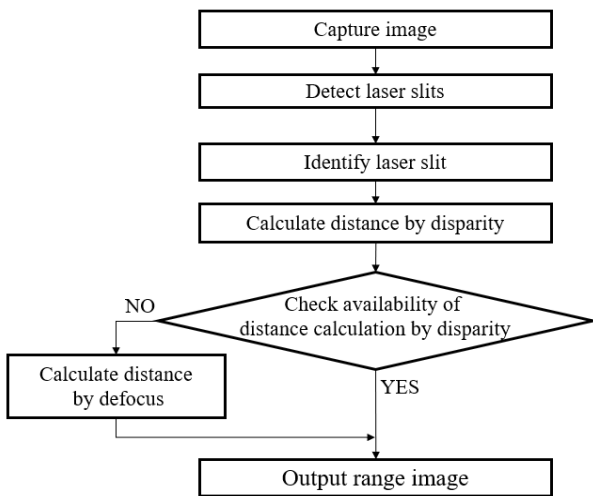 Capture image
Detect laser slits
Identify laser slit
Calculate distance by disparity
Check availability of
distance calculation by disparity
NO
Calculate distance
by defocus
YES
Output range image